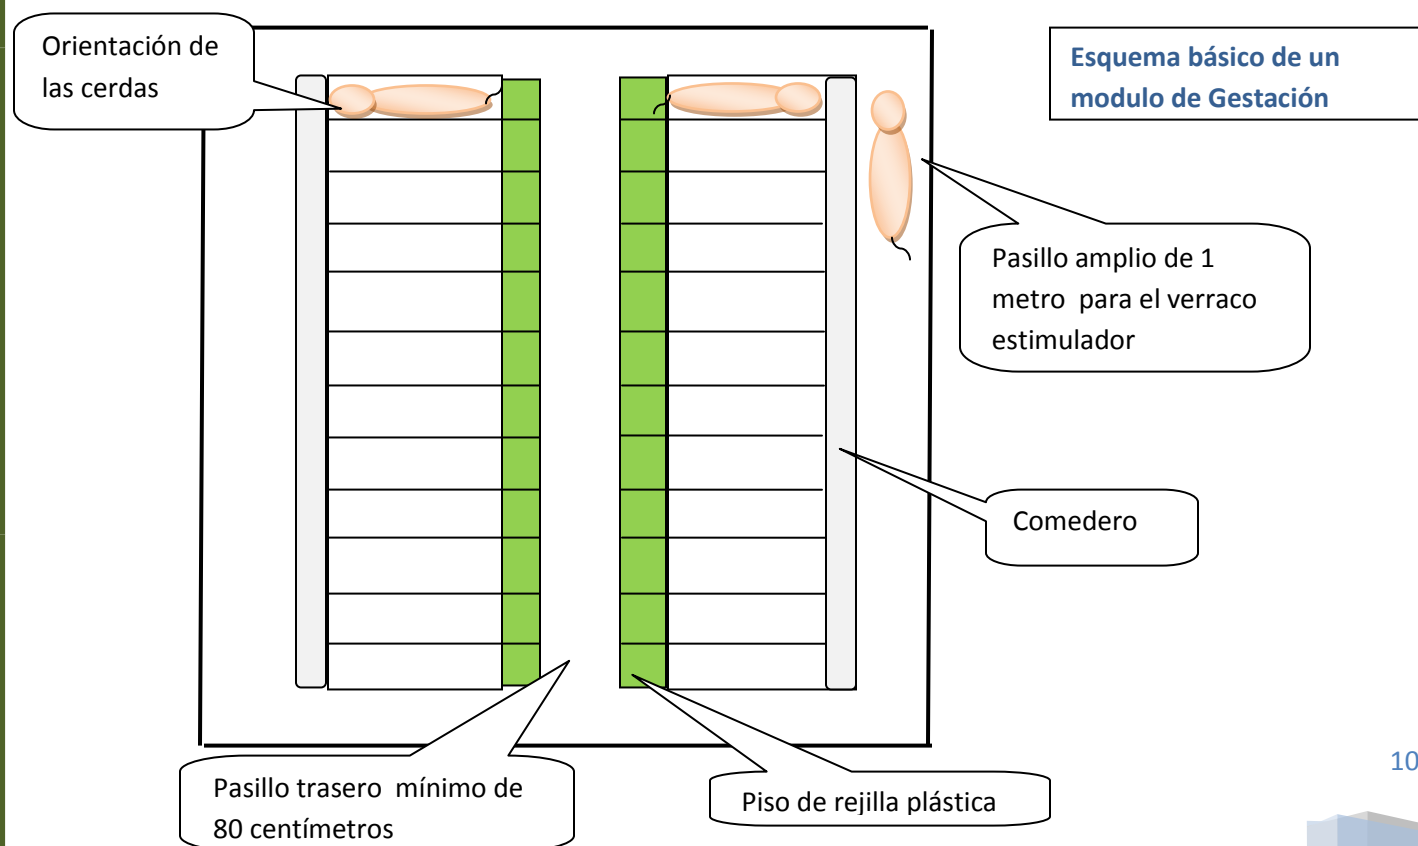 Orientación de
las cerdas
Esquema básico de un
modulo de Gestación
Pasillo amplio de 1
metro para el verraco
estimulador
Comedero
Pasillo trasero mínimo de
80 centímetros
Piso de rejilla plástica
10